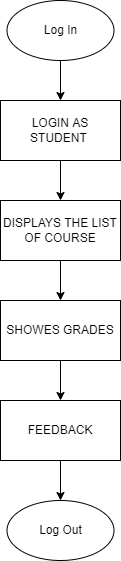 Log In
LOGIN AS
STUDENT
DISPLAYS THE LIST
OF COURSE
SHOWES GRADES
FEEDBACK
Log Out